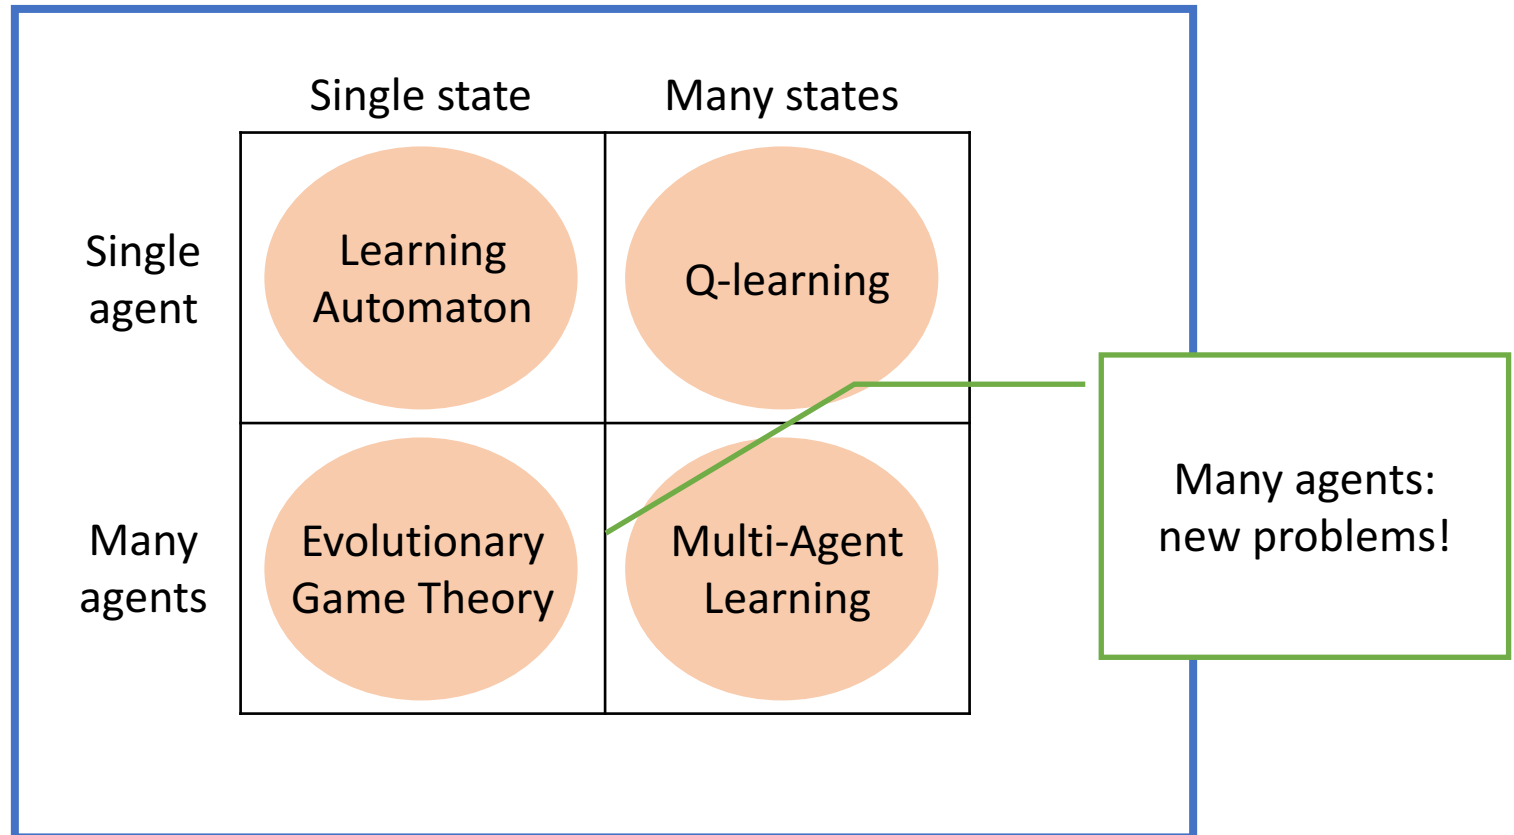 Single state
Many states
Single
agent
Learning
Automaton
Q-learning
Many
agents
Evolutionary
Game Theory
Multi-Agent
Learning
Many agents:
new problems!